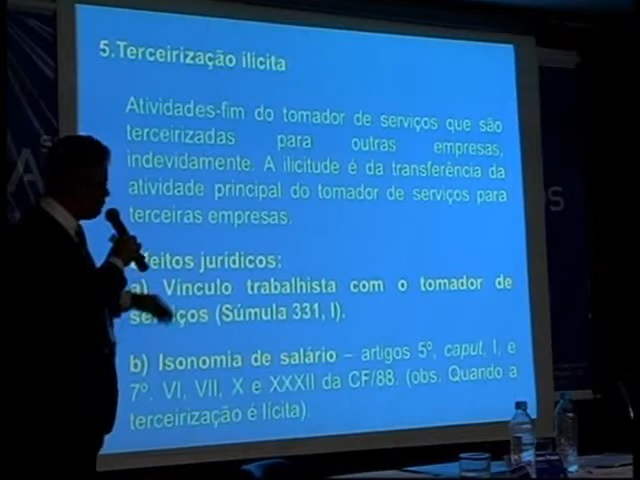 5.Terceirização ilícita
Atividades-fim do tomador de serviços que são
terceirizadas para outras empresas,
indevidamente. A ilicitude é da transferência da
atividade principal do tomador de serviços para
terceiras empresas.
feitos jurídicos:
a) Vínculo trabalhista com o tomador de
serviços (Súmula 331, I).
b) Isonomia de salário – artigos 5º, caput, I, e
7º. VI, VII, X e XXXII da CF/88. (obs. Quando a
terceirização é lícita).